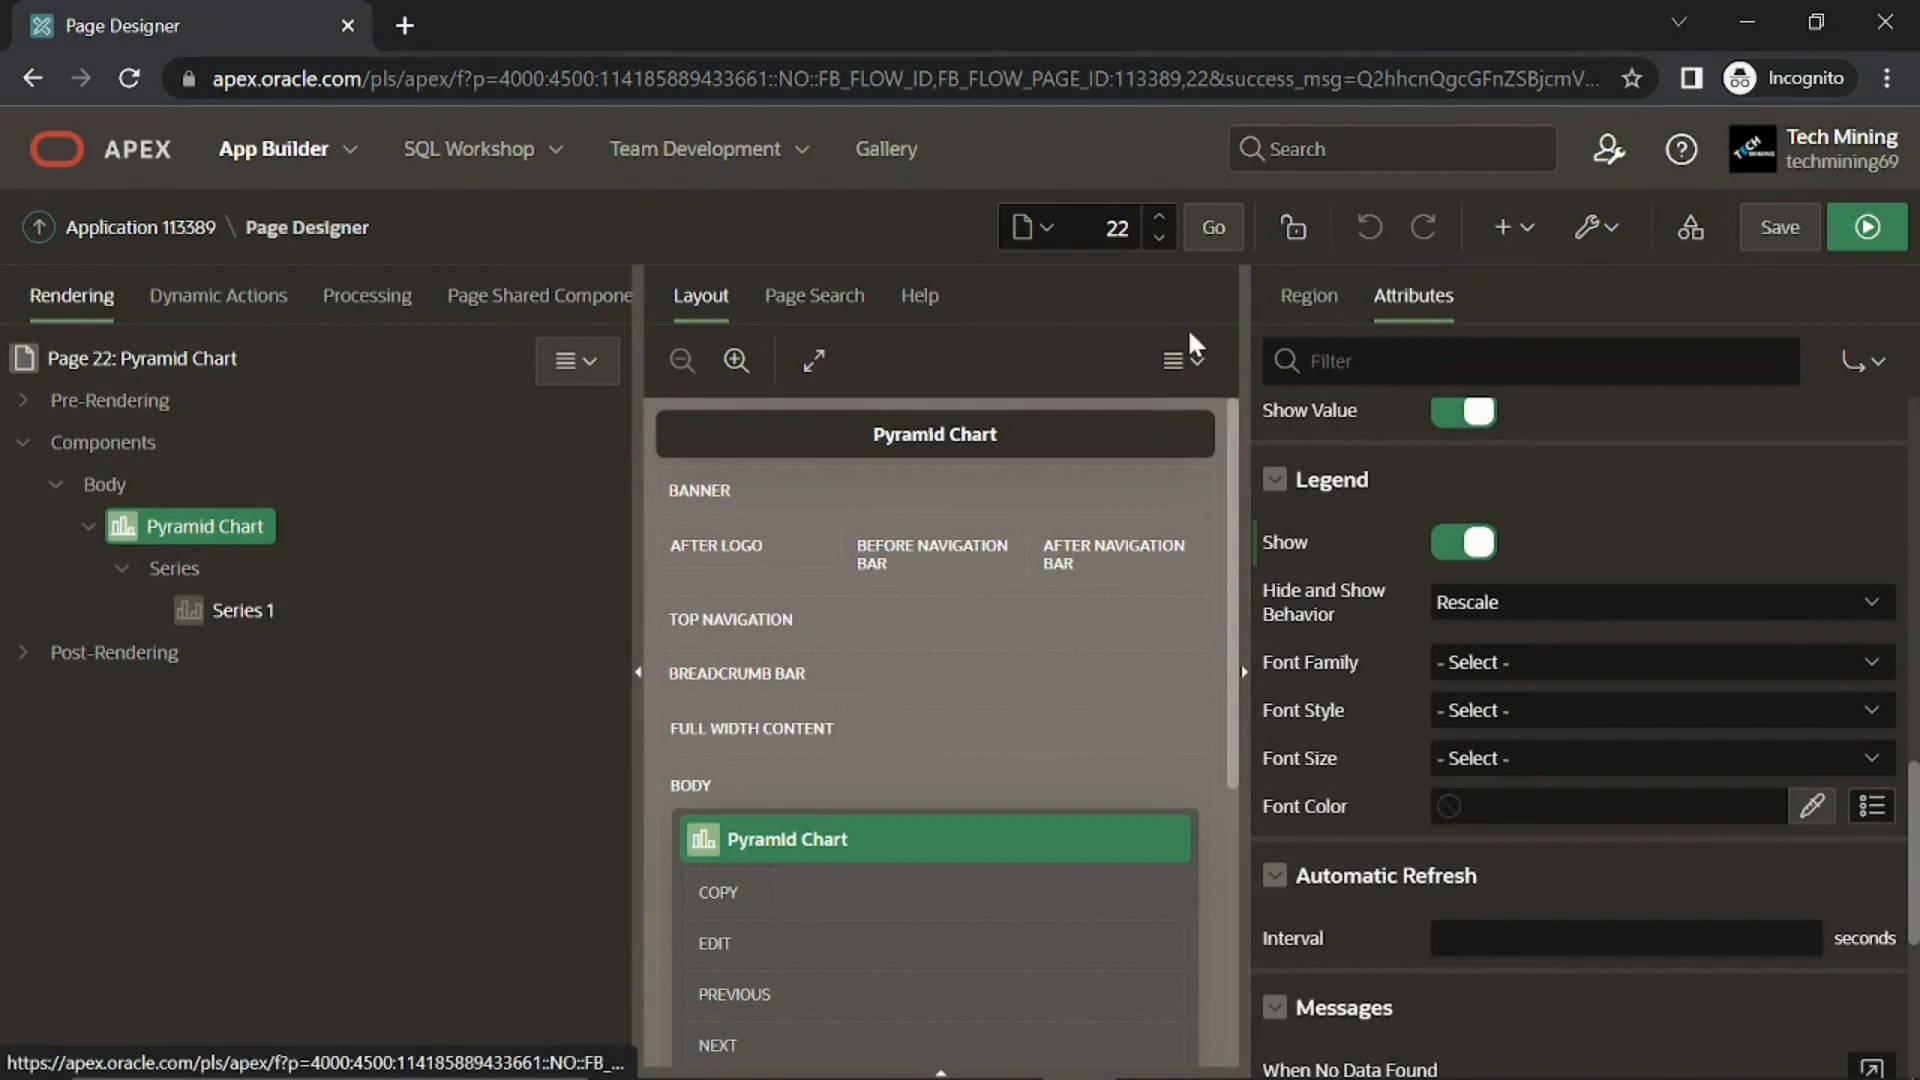 Page Designer
apex.oracle.com/pls/apex/f?p=4000:4500:114185889433661::NO::FB_FLOW_ID,FB_FLOW_PAGE_ID:113389,22&success_msg=Q2hhcnQgcGFnZSBjcmV...
Incognito
APEX
App Builder
SQL Workshop
Team Development
Gallery
Search
TECH MINING
Tech Mining
techmining69
Application 113389 \ Page Designer
22
Go
Save
Rendering
Dynamic Actions
Processing
Page Shared Compone
Layout
Page Search
Help
Region
Attributes
Page 22: Pyramid Chart
Pre-Rendering
Components
Body
Pyramid Chart
Series
Series 1
Post-Rendering
Pyramid Chart
BANNER
AFTER LOGO
BEFORE NAVIGATION
BAR
AFTER NAVIGATION
BAR
TOP NAVIGATION
BREADCRUMB BAR
FULL WIDTH CONTENT
BODY
Pyramid Chart
COPY
EDIT
PREVIOUS
NEXT
Filter
Show Value
Legend
Show
Hide and Show
Behavior
Rescale
Font Family
- Select -
Font Style
- Select -
Font Size
- Select -
Font Color
Automatic Refresh
Interval
seconds
Messages
When No Data Found
https://apex.oracle.com/pls/apex/f?p=4000:4500:114185889433661::NO::FB_...